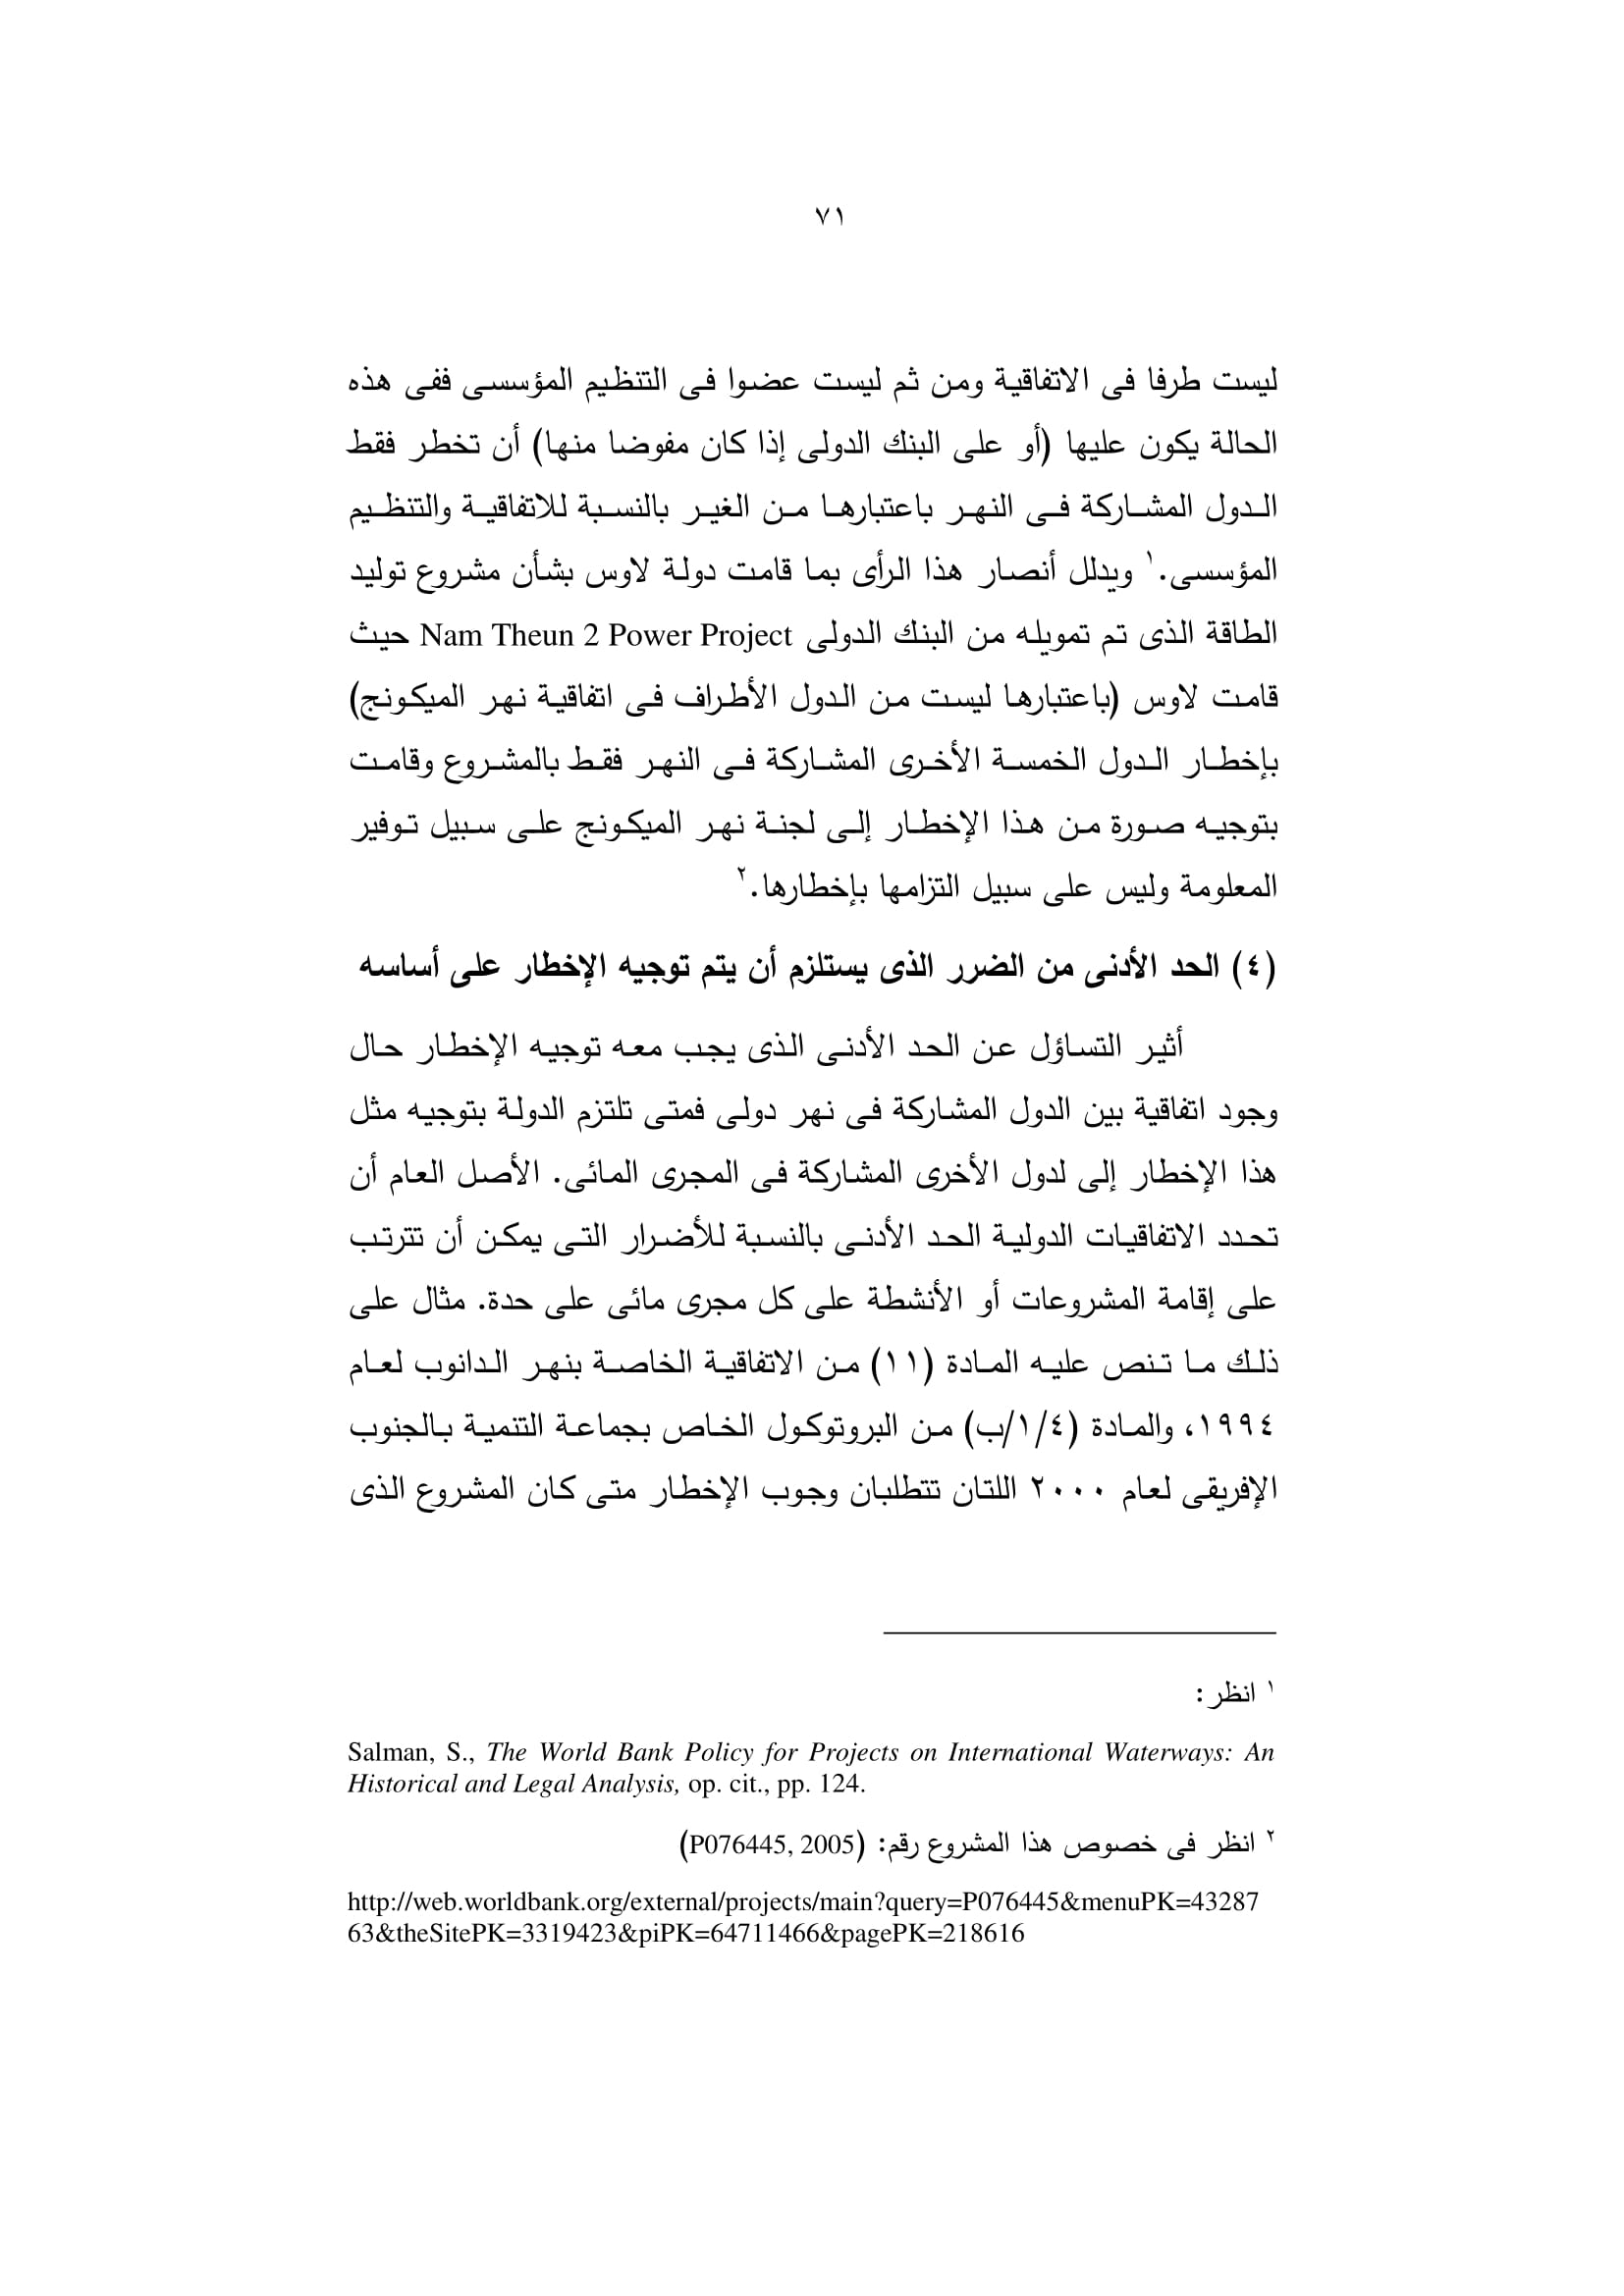 ٧١
ليست طرفا فى الاتفاقية ومن ثم ليست عضوا فى التنظيم المؤسسى ففى هذه
الحالة يكون عليها (أو على البنك الدولى إذا كان مفوضا منها) أن تخطر فقط
الدول المشاركة فى النهر باعتبارها من الغير بالنسبة للاتفاقية والتنظيم
المؤسسى.١ ويدلل أنصار هذا الرأى بما قامت دولة لاوس بشأن مشروع توليد
الطاقة الذى تم تمويله من البنك الدولى Nam Theun 2 Power Project حيث
قامت لاوس (باعتبارها ليست من الدول الأطراف فى اتفاقية نهر الميكونج)
بإخطار الدول الخمسة الأخرى المشاركة فى النهر فقط بالمشروع وقامت
بتوجيه صورة من هذا الإخطار إلى لجنة نهر الميكونج على سبيل توفير
المعلومة وليس على سبيل التزامها بإخطارها.٢
(٤) الحد الأدنى من الضرر الذى يستلزم أن يتم توجيه الإخطار على أساسه
أثير التساؤل عن الحد الأدنى الذى يجب معه توجيه الإخطار حال
وجود اتفاقية بين الدول المشاركة فى نهر دولى فمتى تلتزم الدولة بتوجيه مثل
هذا الإخطار إلى لدول الأخرى المشاركة فى المجرى المائى. الأصل العام أن
تحدد الاتفاقيات الدولية الحد الأدنى بالنسبة للأضرار التى يمكن أن تترتب
على إقامة المشروعات أو الأنشطة على كل مجرى مائى على حدة. مثال على
ذلك ما تنص عليه المادة (١١) من الاتفاقية الخاصة بنهر الدانوب لعام
١٩٩٤، والمادة (٤/١/ب) من البروتوكول الخاص بجماعة التنمية بالجنوب
الإفريقى لعام ٢٠٠٠ اللتان تتطلبان وجوب الإخطار متى كان المشروع الذى
١ انظر:
Salman, S., The World Bank Policy for Projects on International Waterways: An
Historical and Legal Analysis, op. cit., pp. 124.
٢ انظر فى خصوص هذا المشروع رقم: (P076445, 2005)
http://web.worldbank.org/external/projects/main?query=P076445&menuPK=43287
63&theSitePK=3319423&piPK=64711466&pagePK=218616